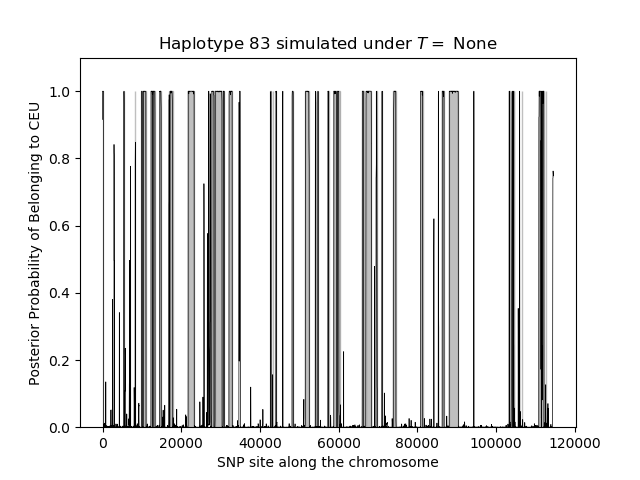 Haplotype 83 simulated under T = None
Posterior Probability of Belonging to CEU
1.0
0.8
0.6
0.4
0.2
0.0
0 20000 40000 60000 80000 100000 120000
SNP site along the chromosome